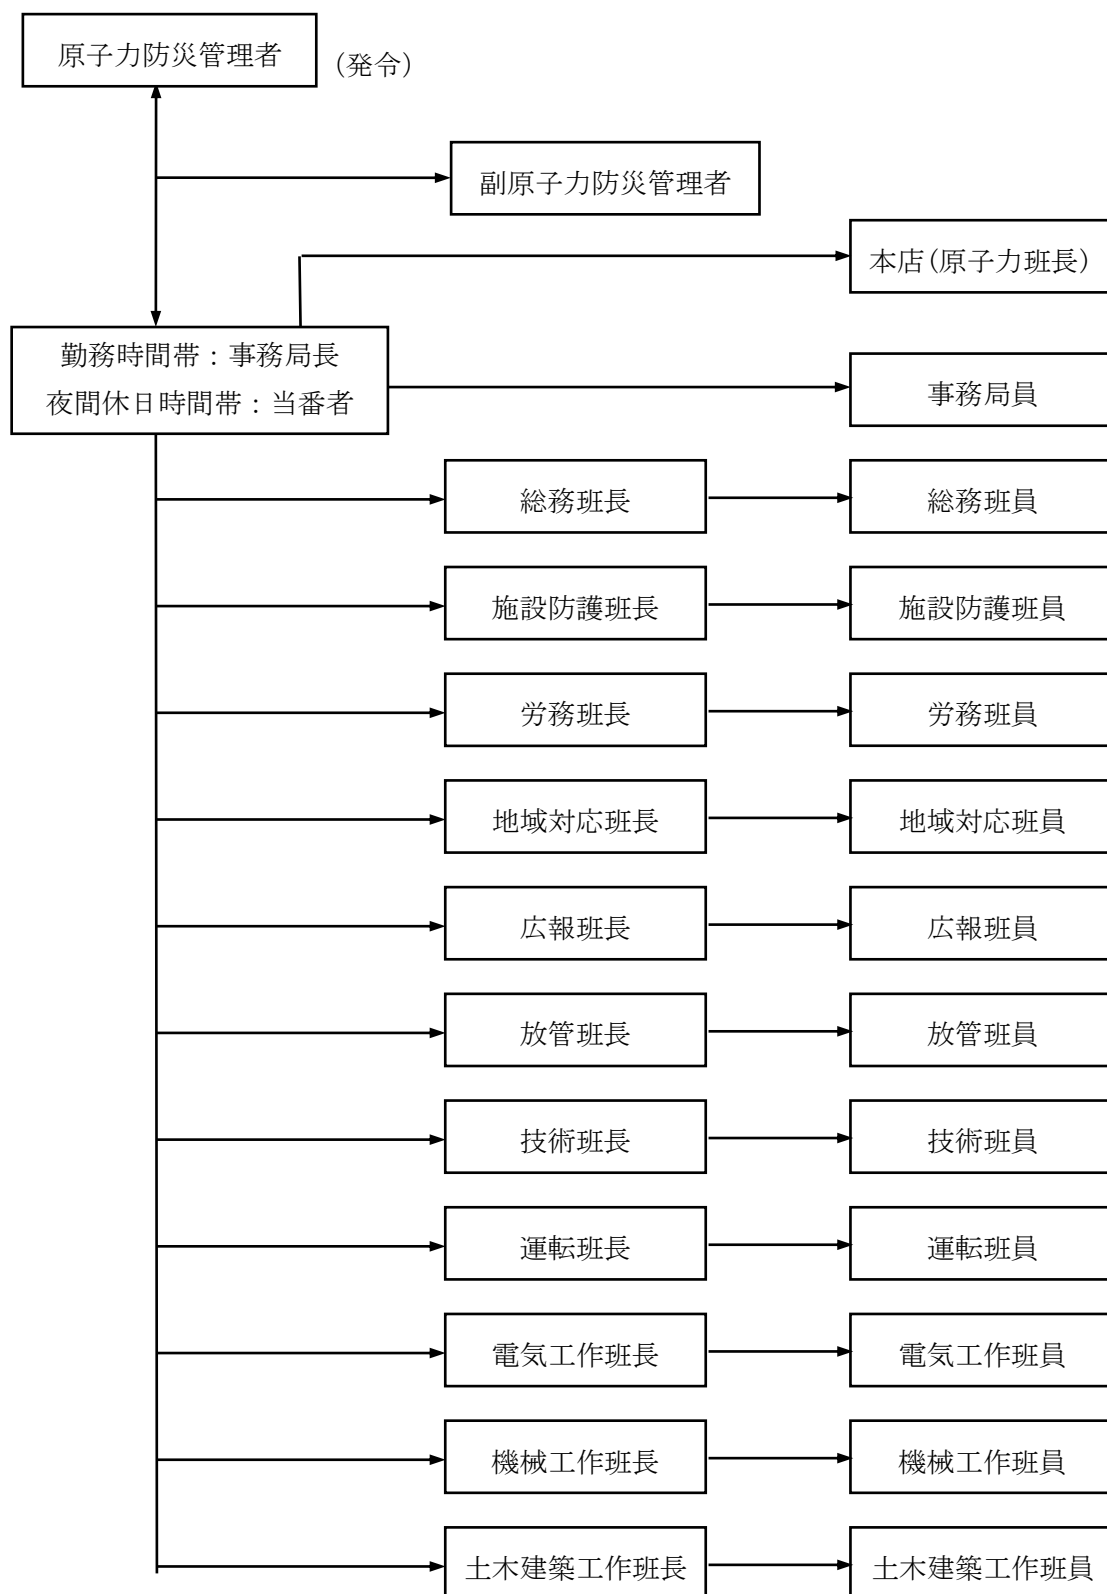 原子力防災管理者
(発令)
副原子力防災管理者
本店(原子力班長)
勤務時間帯：事務局長
夜間休日時間帯：当番者
事務局員
総務班長
総務班員
施設防護班長
施設防護班員
労務班長
労務班員
地域対応班長
地域対応班員
広報班長
広報班員
放管班長
放管班員
技術班長
技術班員
運転班長
運転班員
電気工作班長
電気工作班員
機械工作班長
機械工作班員
土木建築工作班長
土木建築工作班員